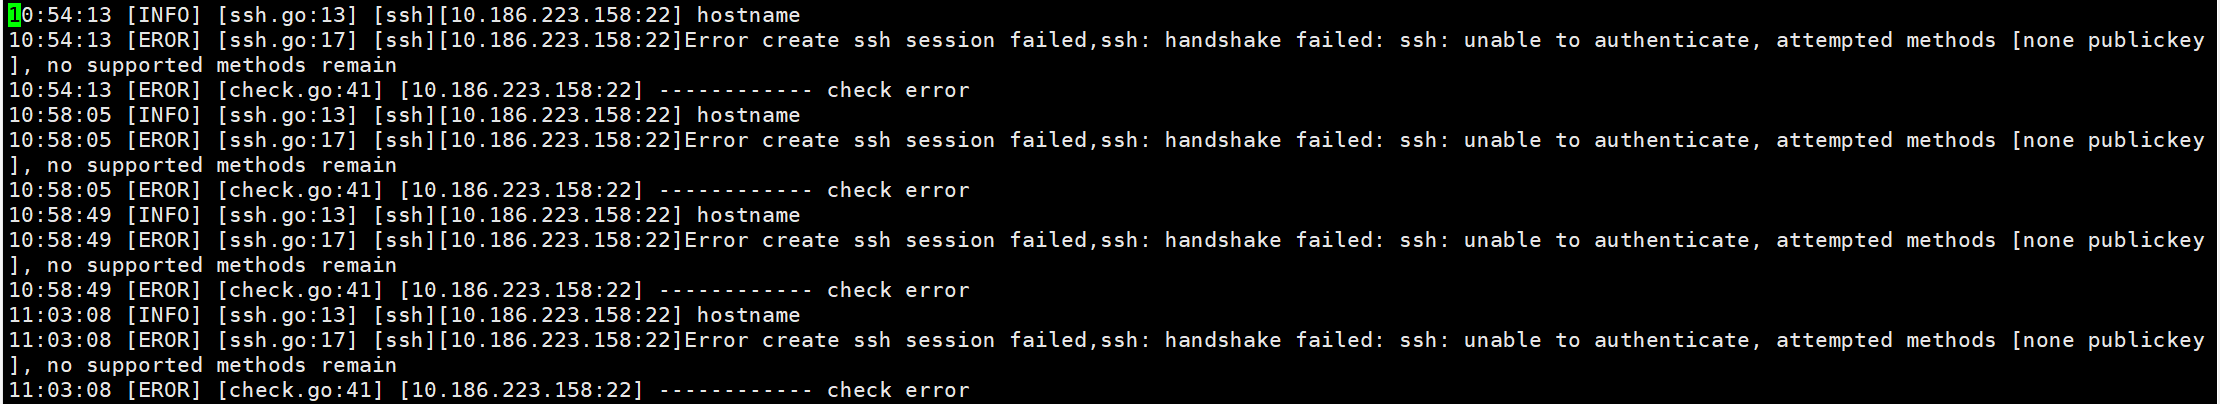 10:54:13 [INFO] [ssh.go:13] [ssh][10.186.223.158:22] hostname
10:54:13 [EROR] [ssh.go:17] [ssh][10.186.223.158:22]Error create ssh session failed,ssh: handshake failed: ssh: unable to authenticate, attempted methods [none publickey
], no supported methods remain
10:54:13 [EROR] [check.go:41] [10.186.223.158:22] ------------ check error
10:58:05 [INFO] [ssh.go:13] [ssh][10.186.223.158:22] hostname
10:58:05 [EROR] [ssh.go:17] [ssh][10.186.223.158:22]Error create ssh session failed,ssh: handshake failed: ssh: unable to authenticate, attempted methods [none publickey
], no supported methods remain
10:58:05 [EROR] [check.go:41] [10.186.223.158:22] ------------ check error
10:58:49 [INFO] [ssh.go:13] [ssh][10.186.223.158:22] hostname
10:58:49 [EROR] [ssh.go:17] [ssh][10.186.223.158:22]Error create ssh session failed,ssh: handshake failed: ssh: unable to authenticate, attempted methods [none publickey
], no supported methods remain
10:58:49 [EROR] [check.go:41] [10.186.223.158:22] ------------ check error
11:03:08 [INFO] [ssh.go:13] [ssh][10.186.223.158:22] hostname
11:03:08 [EROR] [ssh.go:17] [ssh][10.186.223.158:22]Error create ssh session failed,ssh: handshake failed: ssh: unable to authenticate, attempted methods [none publickey
], no supported methods remain
11:03:08 [EROR] [check.go:41] [10.186.223.158:22] ------------ check error